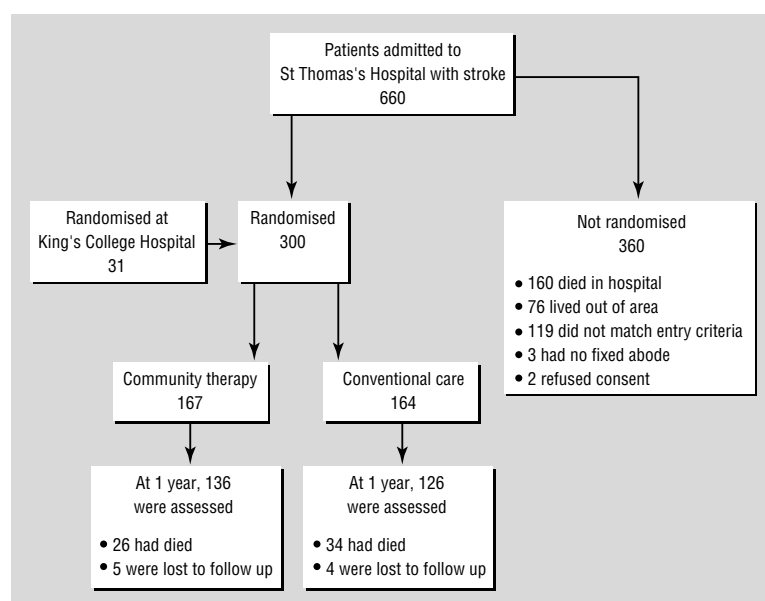 Patients admitted to
St Thomas's Hospital with stroke
660
Randomised at
King's College Hospital
31
Randomised
300
Not randomised
360
• 160 died in hospital
• 76 lived out of area
• 119 did not match entry criteria
• 3 had no fixed abode
• 2 refused consent
Community therapy
167
Conventional care
164
At 1 year, 136
were assessed
• 26 had died
• 5 were lost to follow up
At 1 year, 126
were assessed
• 34 had died
• 4 were lost to follow up